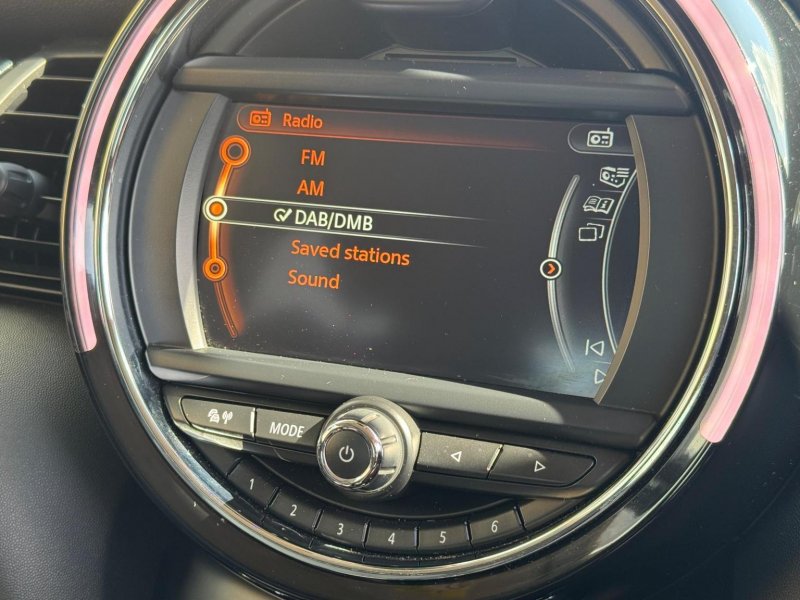 Radio
FM
AM
DAB/DMB
Saved stations
Sound
MODE
1
2
3
4
5
6